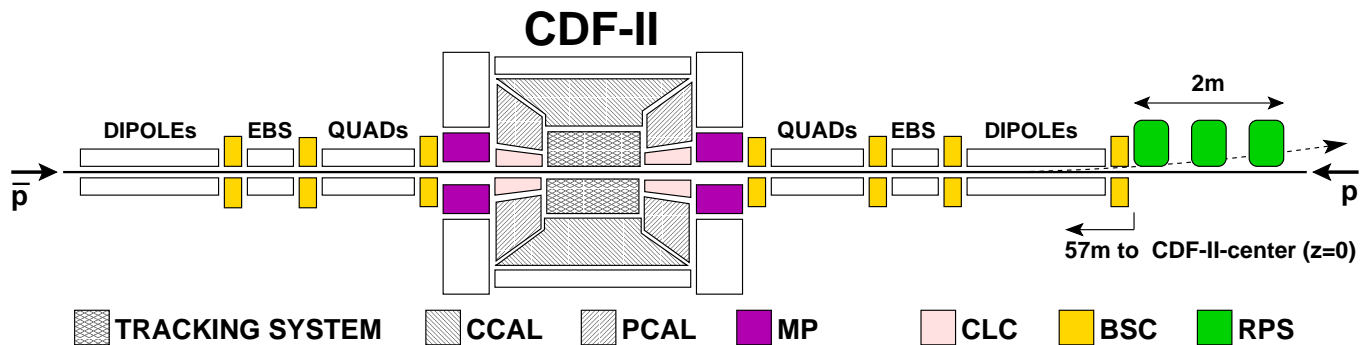 CDF-II
2m
DIPOLEs EBS QUADs QUADs EBS DIPOLEs
p̅ p
57m to CDF-II-center (z=0)
TRACKING SYSTEM CCAL PCAL MP CLC BSC RPS